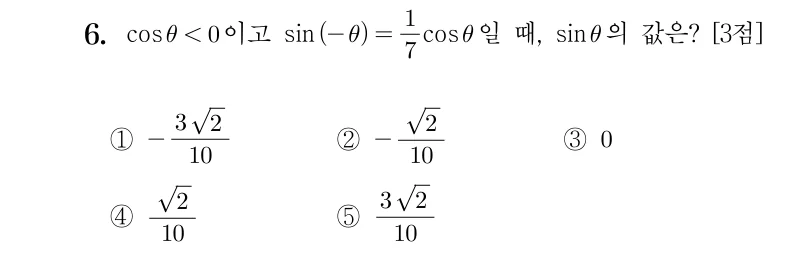 6. cosθ < 0이고 sin(−θ) = 1/7 cosθ일 때, sinθ의 값은? [3점]
① −3√2/10 ② −√2/10 ③ 0
④ √2/10 ⑤ 3√2/10